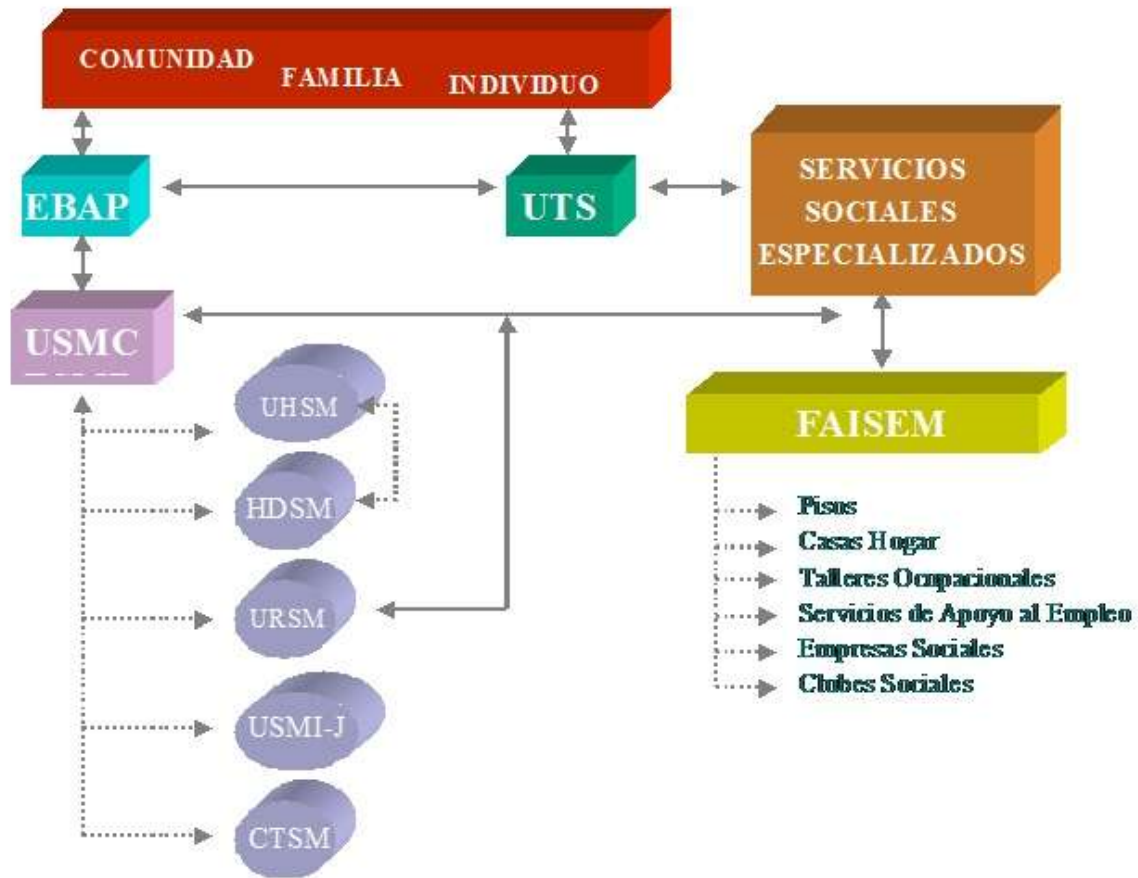 COMUNIDAD
FAMILIA
INDIVIDUO
EBAP
UTS
SERVICIOS
SOCIALES
ESPECIALIZADOS
USMC
UHSM
HDSM
URSM
USMI-J
CTSM
FAISEM
Pisos
Casas Hogar
Talleres Ocupacionales
Servicios de Apoyo al Empleo
Empresas Sociales
Clubes Sociales